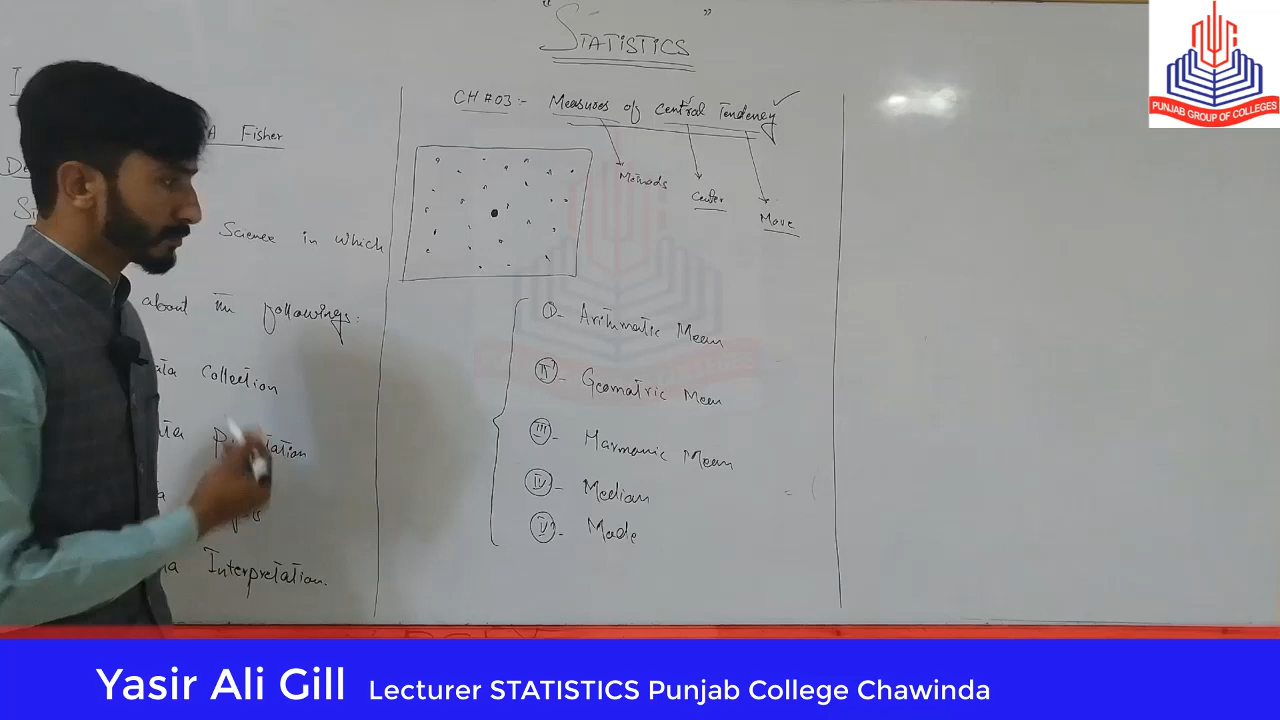 " STATISTICS "
A Fisher
Science in which
about the followings:
Collection
Interpretation.
CH # 03:- Measures of Central Tendency
Methods
Center
Move
I- Arithmatic Mean
II- Geomatric Mean
III- Harmonic Mean
IV- Median
V- Mode
PUNJAB GROUP OF COLLEGES
Yasir Ali Gill Lecturer STATISTICS Punjab College Chawinda